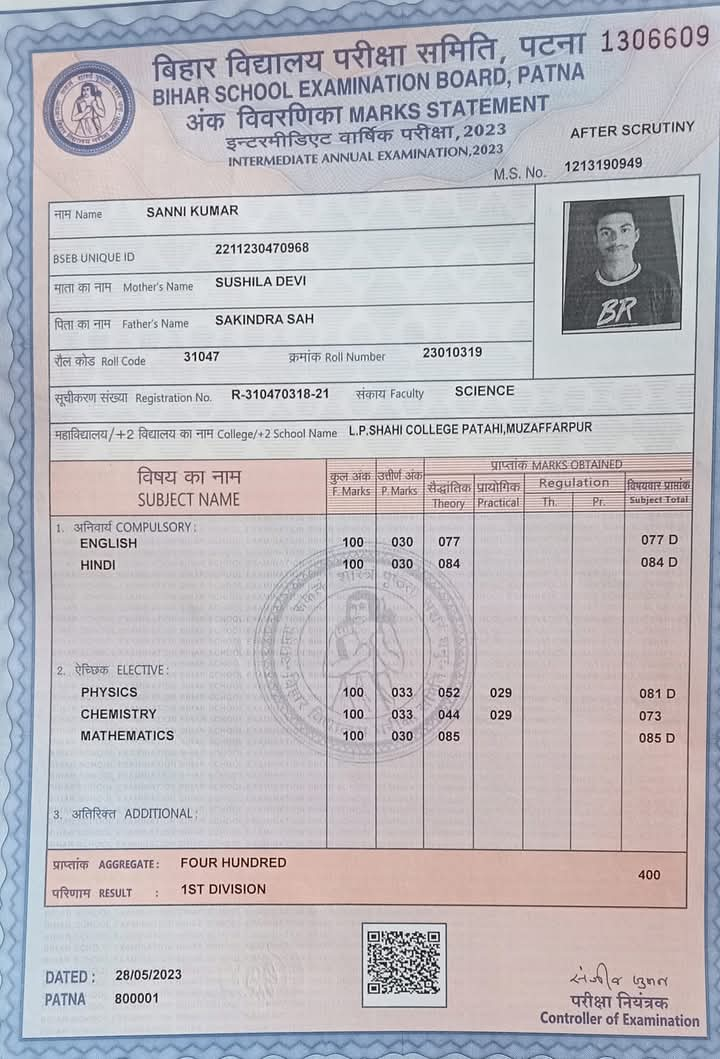 बिहार विद्यालय परीक्षा समिति, पटना 1306609
BIHAR SCHOOL EXAMINATION BOARD, PATNA
अंक विवरणिका MARKS STATEMENT
इन्टरमीडिएट वार्षिक परीक्षा, 2023
AFTER SCRUTINY
INTERMEDIATE ANNUAL EXAMINATION,2023
M.S. No. 1213190949
नाम Name SANNI KUMAR
BSEB UNIQUE ID 2211230470968
माता का नाम Mother's Name SUSHILA DEVI
पिता का नाम Father's Name SAKINDRA SAH
रौल कोड Roll Code 31047 क्रमांक Roll Number 23010319
सूचीकरण संख्या Registration No. R-310470318-21 संकाय Faculty SCIENCE
महाविद्यालय/+2 विद्यालय का नाम College/+2 School Name L.P.SHAHI COLLEGE PATAHI,MUZAFFARPUR
BR
विषय का नाम कुल अंक उत्तीर्ण अंक प्राप्तांक MARKS OBTAINED
SUBJECT NAME F. Marks P. Marks सैद्धांतिक प्रायोगिक Regulation विषयवार प्राप्तांक
Theory Practical Th. Pr. Subject Total
1. अनिवार्य COMPULSORY :
ENGLISH 100 030 077 077 D
HINDI 100 030 084 084 D
2. ऐच्छिक ELECTIVE :
PHYSICS 100 033 052 029 081 D
CHEMISTRY 100 033 044 029 073
MATHEMATICS 100 030 085 085 D
3. अतिरिक्त ADDITIONAL :
प्राप्तांक AGGREGATE : FOUR HUNDRED 400
परिणाम RESULT : 1ST DIVISION
DATED : 28/05/2023
PATNA 800001
परीक्षा नियंत्रक
Controller of Examination